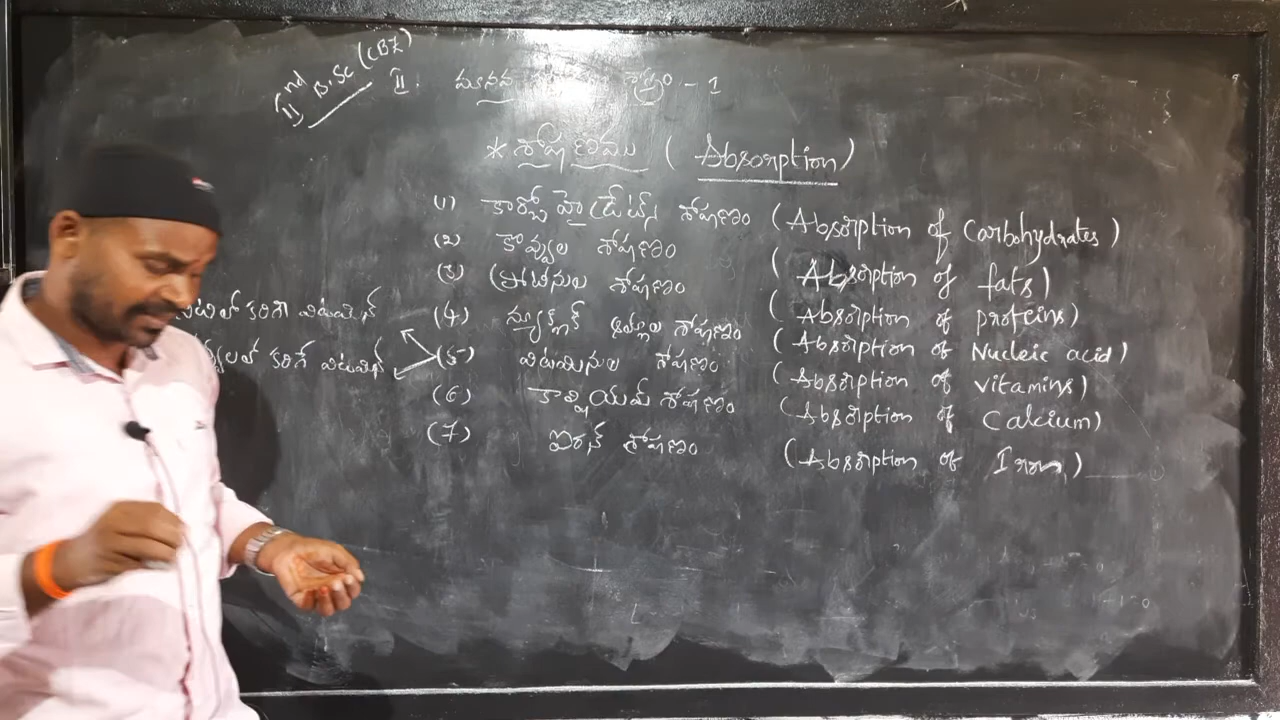 IInd B.Sc (CBZ)
II. మానవ శాస్త్రం - 1
* శోషణము ( Absorption )
(1) కార్బోహైడ్రేట్స్ శోషణం ( Absorption of Carbohydrates )
(2) కొవ్వుల శోషణం ( Absorption of fats )
(3) ప్రోటీనుల శోషణం ( Absorption of proteins )
(4) న్యూక్లిక్ ఆమ్లాల శోషణం ( Absorption of Nucleic acid )
(5) విటమినుల శోషణం ( Absorption of vitamins )
కరిగే విటమిన్
కరిగే విటమిన్
(6) కాల్షియమ్ శోషణం ( Absorption of Calcium )
(7) ఐరన్ శోషణం ( Absorption of Iron )